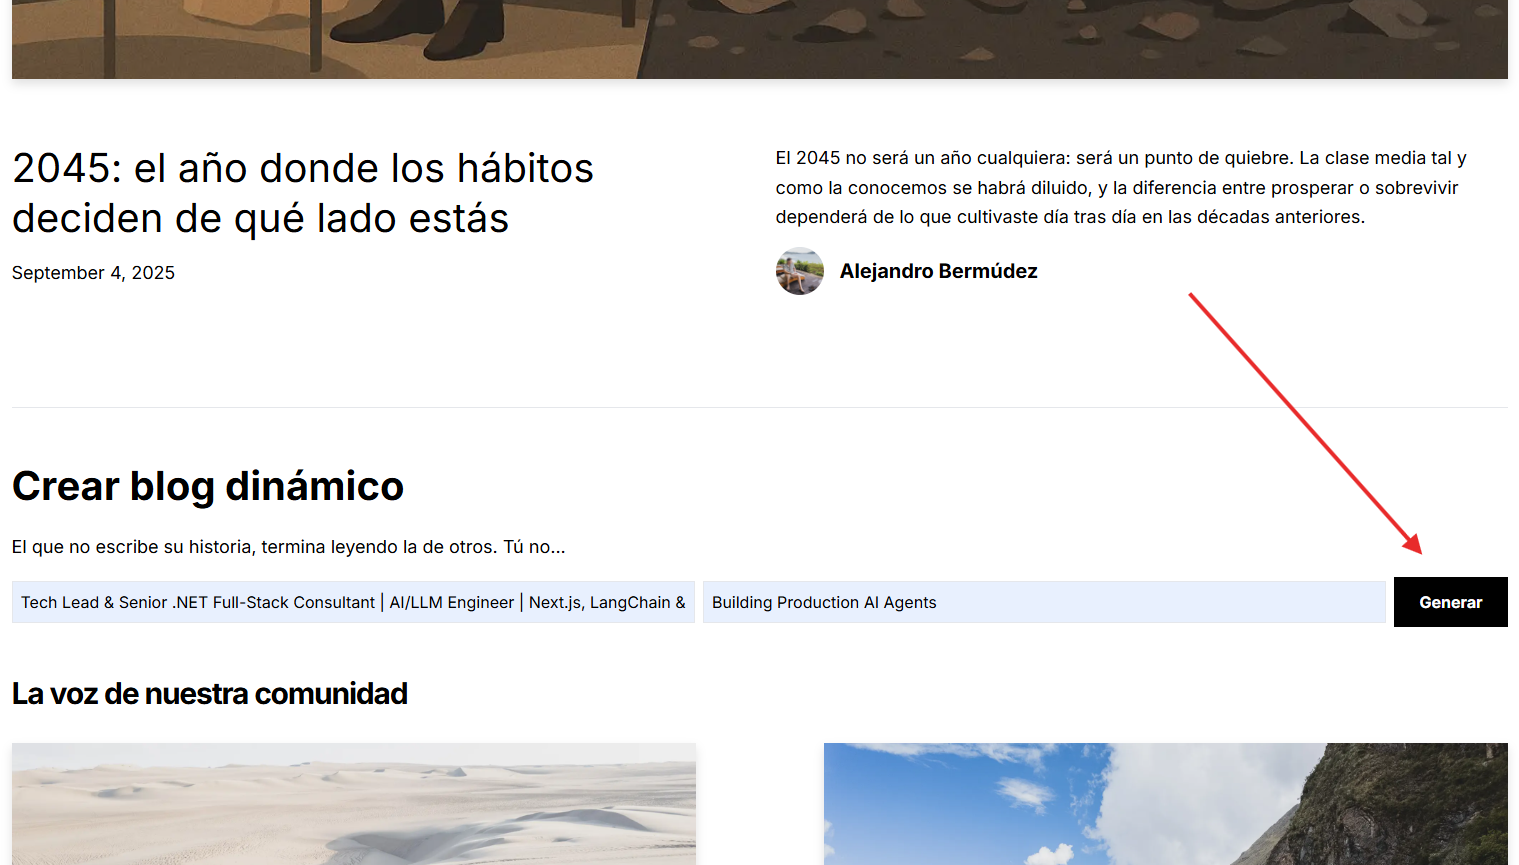 2045: el año donde los hábitos
deciden de qué lado estás
September 4, 2025
El 2045 no será un año cualquiera: será un punto de quiebre. La clase media tal y
como la conocemos se habrá diluido, y la diferencia entre prosperar o sobrevivir
dependerá de lo que cultivaste día tras día en las décadas anteriores.
Alejandro Bermúdez
Crear blog dinámico
El que no escribe su historia, termina leyendo la de otros. Tú no...
Tech Lead & Senior .NET Full-Stack Consultant | AI/LLM Engineer | Next.js, LangChain &
Building Production AI Agents
Generar
La voz de nuestra comunidad